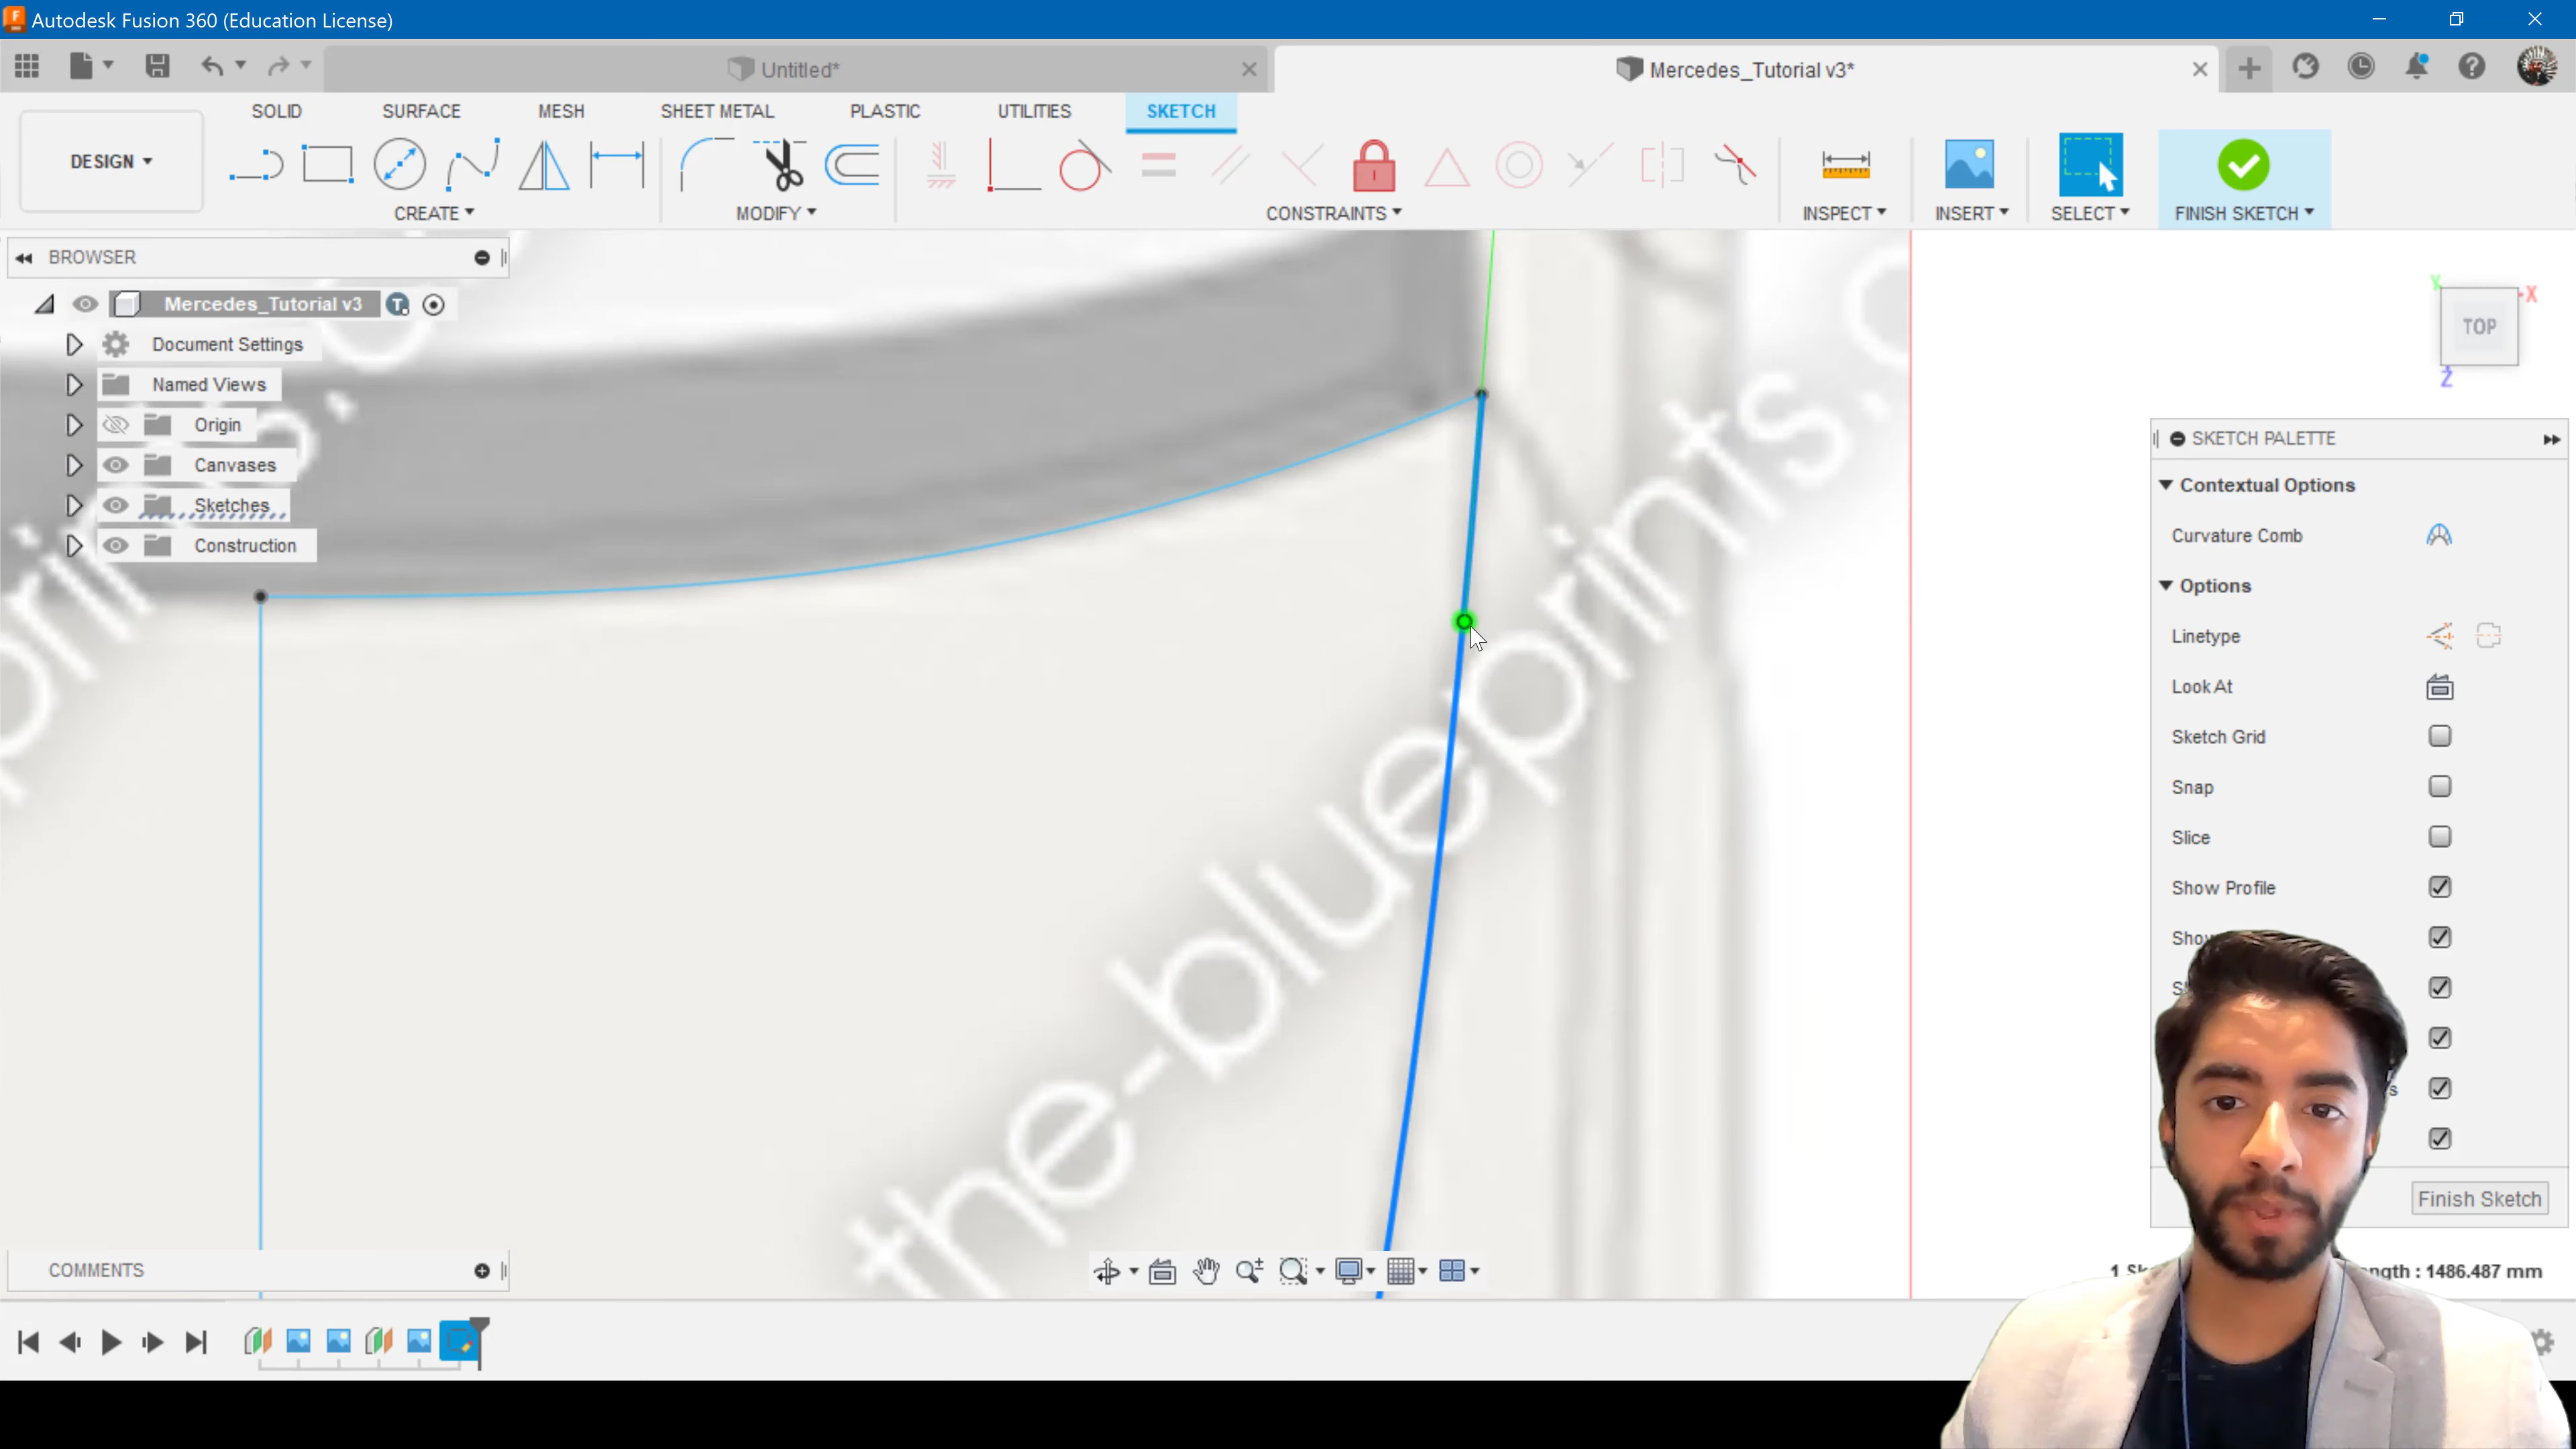 Autodesk Fusion 360 (Education License)
Untitled*
Mercedes_Tutorial v3*
SOLID
SURFACE
MESH
SHEET METAL
PLASTIC
UTILITIES
SKETCH
DESIGN
CREATE
MODIFY
CONSTRAINTS
INSPECT
INSERT
SELECT
FINISH SKETCH
BROWSER
Mercedes_Tutorial v3
Document Settings
Named Views
Origin
Canvases
Sketches
Construction
Y
X
TOP
Z
SKETCH PALETTE
Contextual Options
Curvature Comb
Options
Linetype
Look At
Sketch Grid
Snap
Slice
Show Profile
Finish Sketch
the-blueprints.c
COMMENTS
: 1486.487 mm